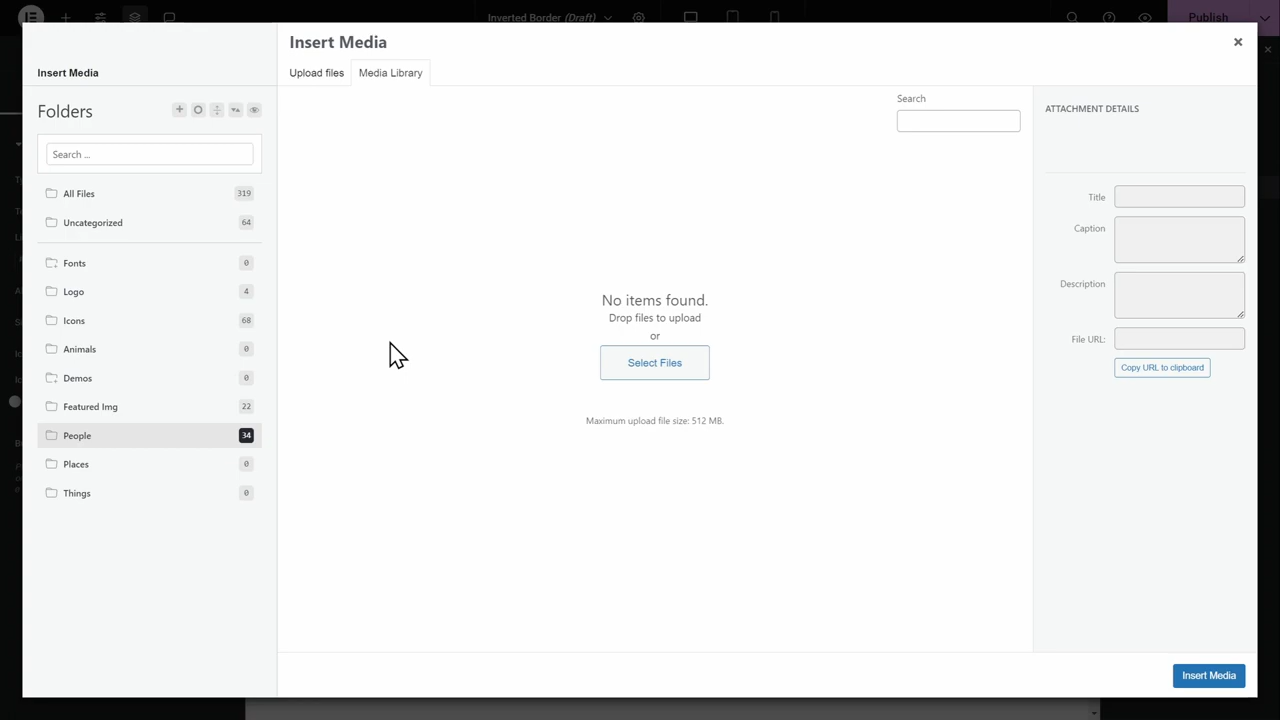 Inverted Border (Draft)
Publish
Insert Media
Insert Media
Upload files
Media Library
Folders
Search ...
All Files 319
Uncategorized 64
Fonts 0
Logo 4
Icons 68
Animals 0
Demos 0
Featured Img 22
People 34
Places 0
Things 0
Search
No items found.
Drop files to upload
or
Select Files
Maximum upload file size: 512 MB.
ATTACHMENT DETAILS
Title
Caption
Description
File URL:
Copy URL to clipboard
Insert Media